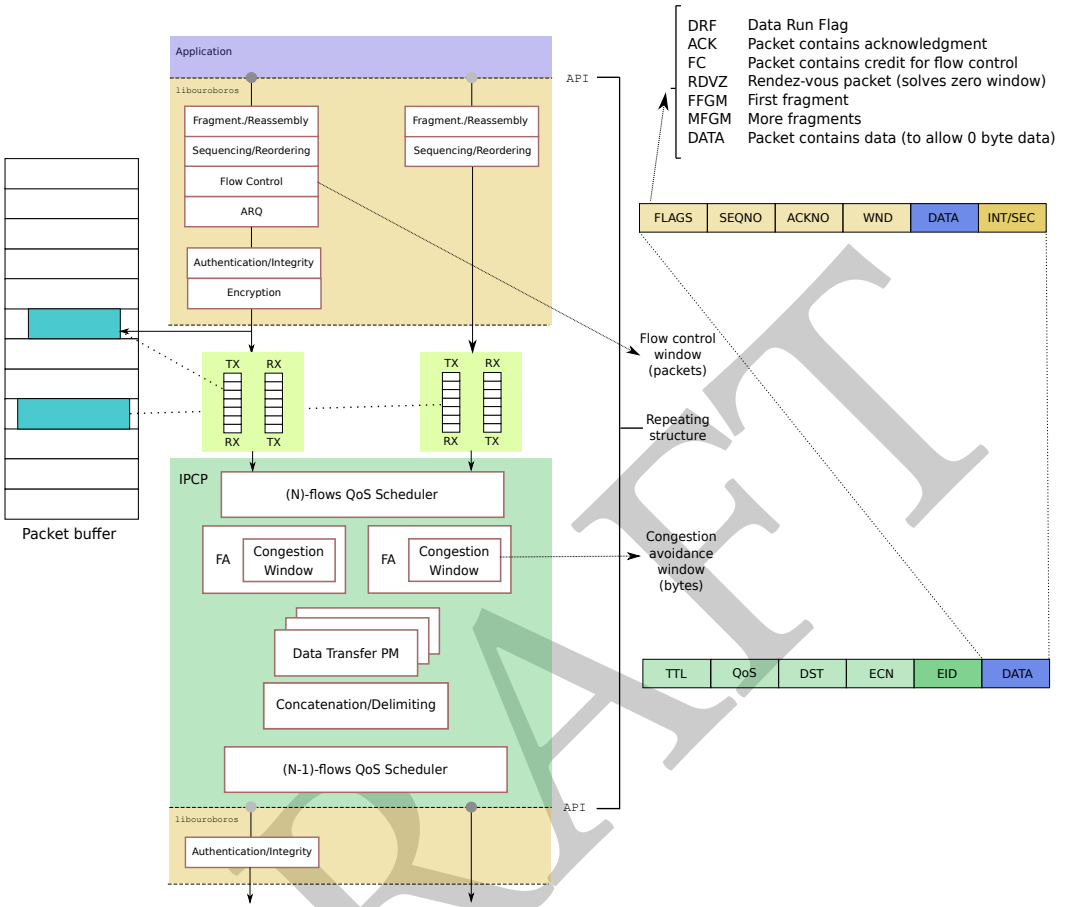 Application
API
libouroboros
Fragment./Reassembly
Sequencing/Reordering
Flow Control
ARQ
Authentication/Integrity
Encryption
Fragment./Reassembly
Sequencing/Reordering
DRF Data Run Flag
ACK Packet contains acknowledgment
FC Packet contains credit for flow control
RDVZ Rendez-vous packet (solves zero window)
FFGM First fragment
MFGM More fragments
DATA Packet contains data (to allow 0 byte data)
FLAGS SEQNO ACKNO WND DATA INT/SEC
Flow control
window
(packets)
TX RX
RX TX
TX RX
RX TX
Repeating
structure
Packet buffer
IPCP
(N)-flows QoS Scheduler
FA
Congestion
Window
FA
Congestion
Window
Congestion
avoidance
window
(bytes)
Data Transfer PM
Concatenation/Delimiting
(N-1)-flows QoS Scheduler
TTL QoS DST ECN EID DATA
API
libouroboros
Authentication/Integrity
DRAFT